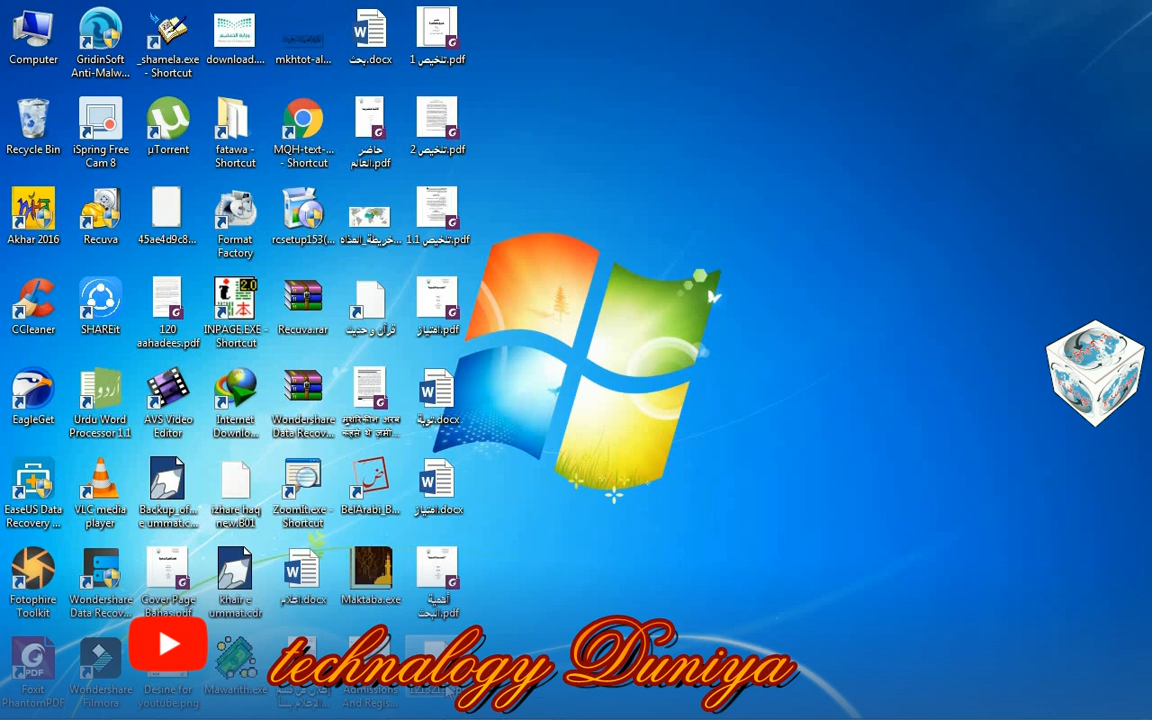 Computer
GridinSoft
Anti-Malw...
_shamela.exe
- Shortcut
download....
mkhtot-al...
بحث.docx
تلخيص 1.pdf
Recycle Bin
iSpring Free
Cam 8
µTorrent
fatawa -
Shortcut
MQH-text-...
- Shortcut
حاضر
العالم.pdf
تلخيص 2.pdf
Akhar 2016
Recuva
45ae4d9c8...
Format
Factory
rcsetup153(...
تلخيص 1.1.pdf
CCleaner
SHAREit
120
aahadees.pdf
INPAGE.EXE -
Shortcut
Recuva.rar
قرآن و حديث
امتياز.pdf
EagleGet
Urdu Word
Processor 1.1
AVS Video
Editor
Internet
Downlo...
Wondershare
Data Recov...
मुशरिकीन अरब
कहते थे ज़मी...
توبة.docx
EaseUS Data
Recovery ...
VLC media
player
Backup_of...
e ummat.c...
izhare haq
new.B01
ZoomIt.exe -
Shortcut
BelArabi_B...
امتياز.docx
Fotophire
Toolkit
Wondershare
Data Recov...
Cover Page
Bahas.pdf
khair e
ummat.cdr
اعلام.docx
Maktaba.exe
أهمية
البحث.pdf
Foxit
PhantomPDF
Wondershare
Filmora
Desine for
youtube.png
Mawarith.exe
Admissions
And Regis...
technalogy Duniya